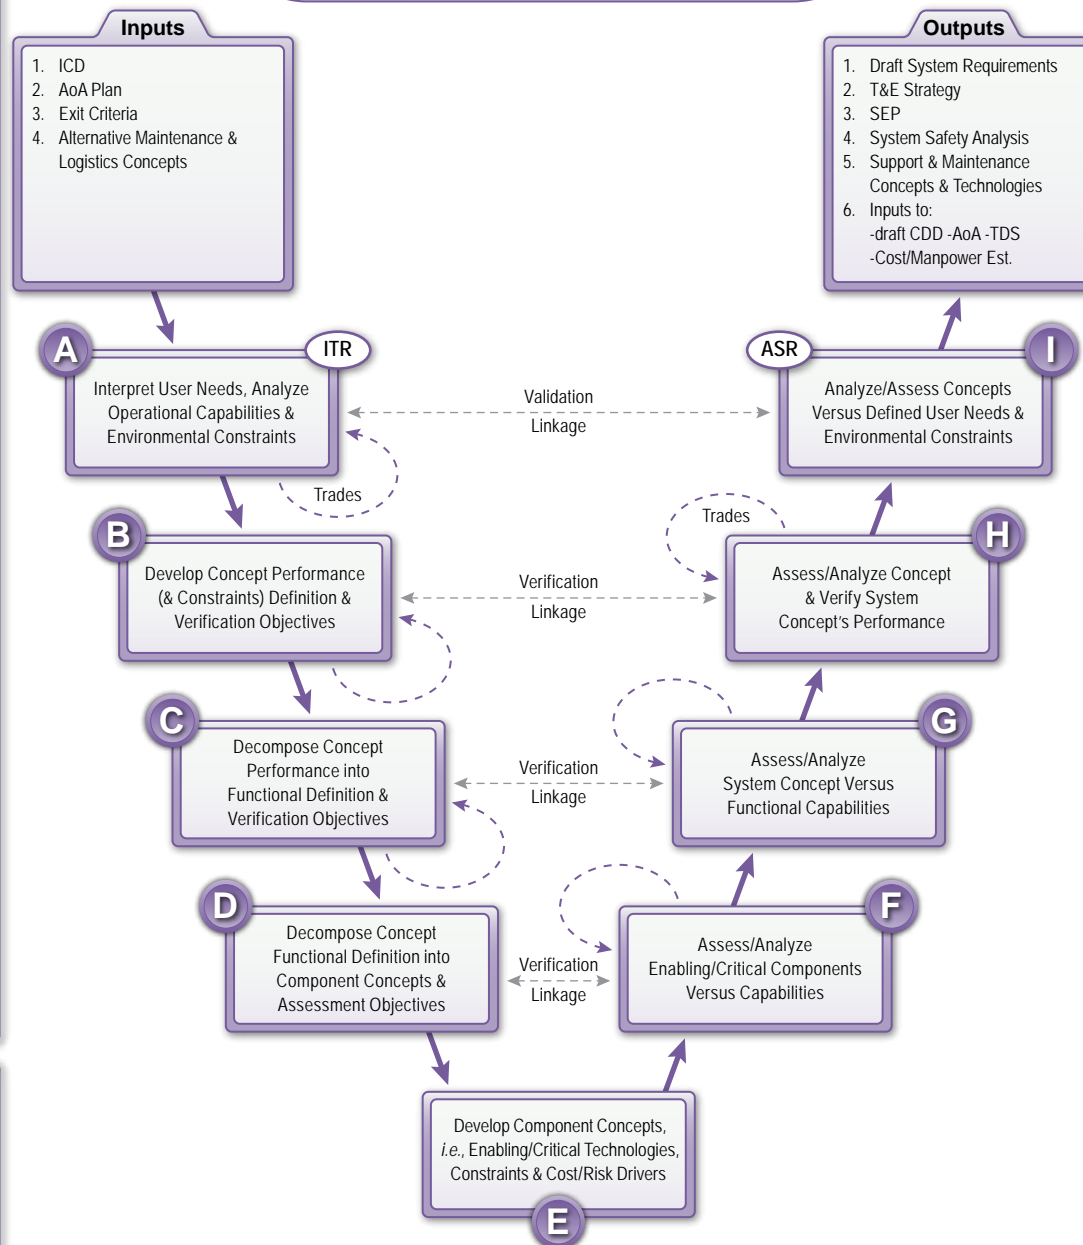 Inputs
1. ICD
2. AoA Plan
3. Exit Criteria
4. Alternative Maintenance &
Logistics Concepts
Outputs
1. Draft System Requirements
2. T&E Strategy
3. SEP
4. System Safety Analysis
5. Support & Maintenance
Concepts & Technologies
6. Inputs to:
-draft CDD -AoA -TDS
-Cost/Manpower Est.
A
ITR
Interpret User Needs, Analyze
Operational Capabilities &
Environmental Constraints
Validation
Linkage
ASR
I
Analyze/Assess Concepts
Versus Defined User Needs &
Environmental Constraints
Trades
Trades
B
Develop Concept Performance
(& Constraints) Definition &
Verification Objectives
Verification
Linkage
H
Assess/Analyze Concept
& Verify System
Concept's Performance
C
Decompose Concept
Performance into
Functional Definition &
Verification Objectives
Verification
Linkage
G
Assess/Analyze
System Concept Versus
Functional Capabilities
D
Decompose Concept
Functional Definition into
Component Concepts &
Assessment Objectives
Verification
Linkage
F
Assess/Analyze
Enabling/Critical Components
Versus Capabilities
Develop Component Concepts,
i.e., Enabling/Critical Technologies,
Constraints & Cost/Risk Drivers
E